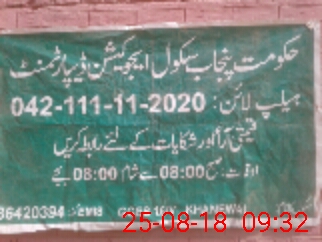 حکومت پنجاب سکول ایجوکیشن ڈیپارٹمنٹ
ہیلپ لائن: 042-111-11-2020
قیمتی آرا اور شکایات کے لئے رابطہ کریں
اوقات: صبح 08:00 سے شام 08:00 بجے
KHANEWAL
25-08-18 09:32